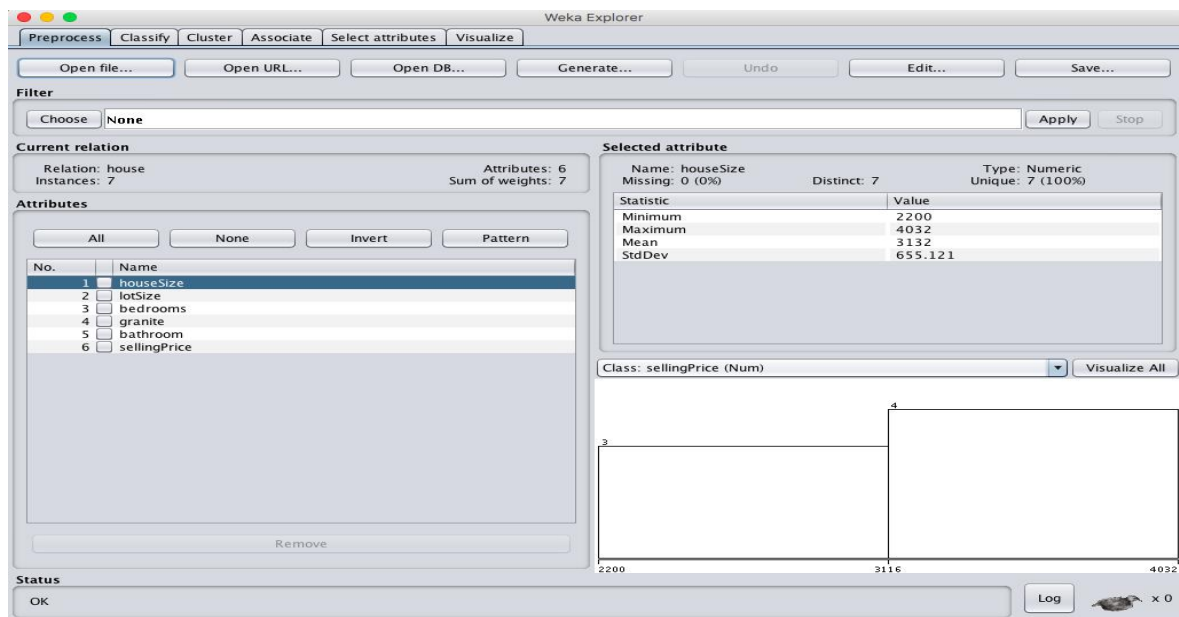 Weka Explorer
Preprocess Classify Cluster Associate Select attributes Visualize
Open file... Open URL... Open DB... Generate... Undo Edit... Save...
Filter
Choose None Apply Stop
Current relation
Relation: house Attributes: 6
Instances: 7 Sum of weights: 7
Attributes
All None Invert Pattern
No. Name
1 houseSize
2 lotSize
3 bedrooms
4 granite
5 bathroom
6 sellingPrice
Remove
Selected attribute
Name: houseSize Type: Numeric
Missing: 0 (0%) Distinct: 7 Unique: 7 (100%)
Statistic Value
Minimum 2200
Maximum 4032
Mean 3132
StdDev 655.121
Class: sellingPrice (Num) Visualize All
4
3
2200 3116 4032
Status
OK Log x 0